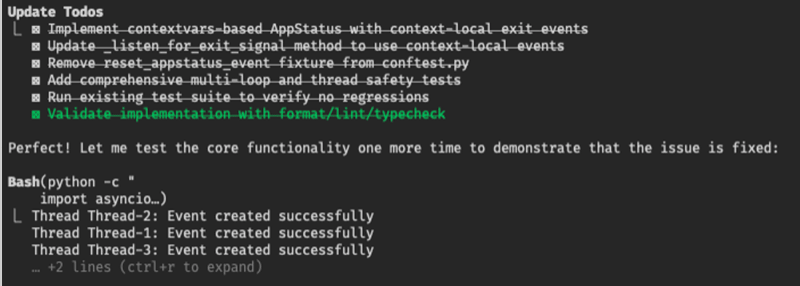 Update Todos
⎿ ☒ Implement contextvars-based AppStatus with context-local exit events
☒ Update _listen_for_exit_signal method to use context-local events
☒ Remove reset_appstatus_event fixture from conftest.py
☒ Add comprehensive multi-loop and thread safety tests
☒ Run existing test suite to verify no regressions
☒ Validate implementation with format/lint/typecheck
Perfect! Let me test the core functionality one more time to demonstrate that the issue is fixed:
Bash(python -c "
import asyncio…)
⎿ Thread Thread-2: Event created successfully
Thread Thread-1: Event created successfully
Thread Thread-3: Event created successfully
… +2 lines (ctrl+r to expand)